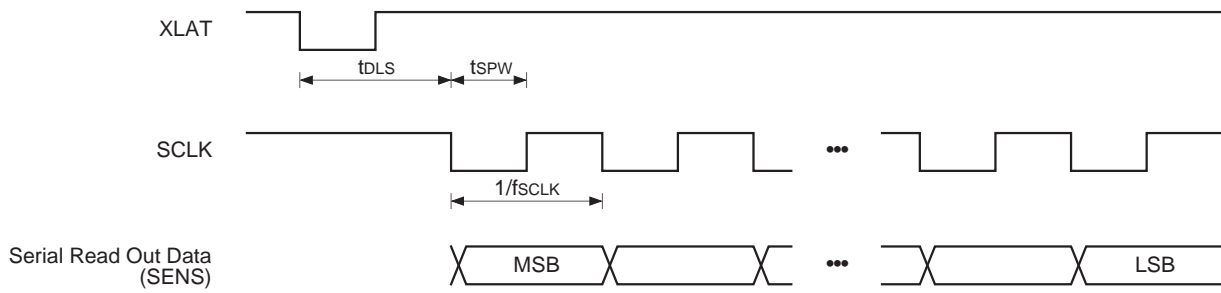 XLAT
tDLS
tSPW
SCLK
•••
1/fSCLK
Serial Read Out Data
(SENS)
MSB
•••
LSB